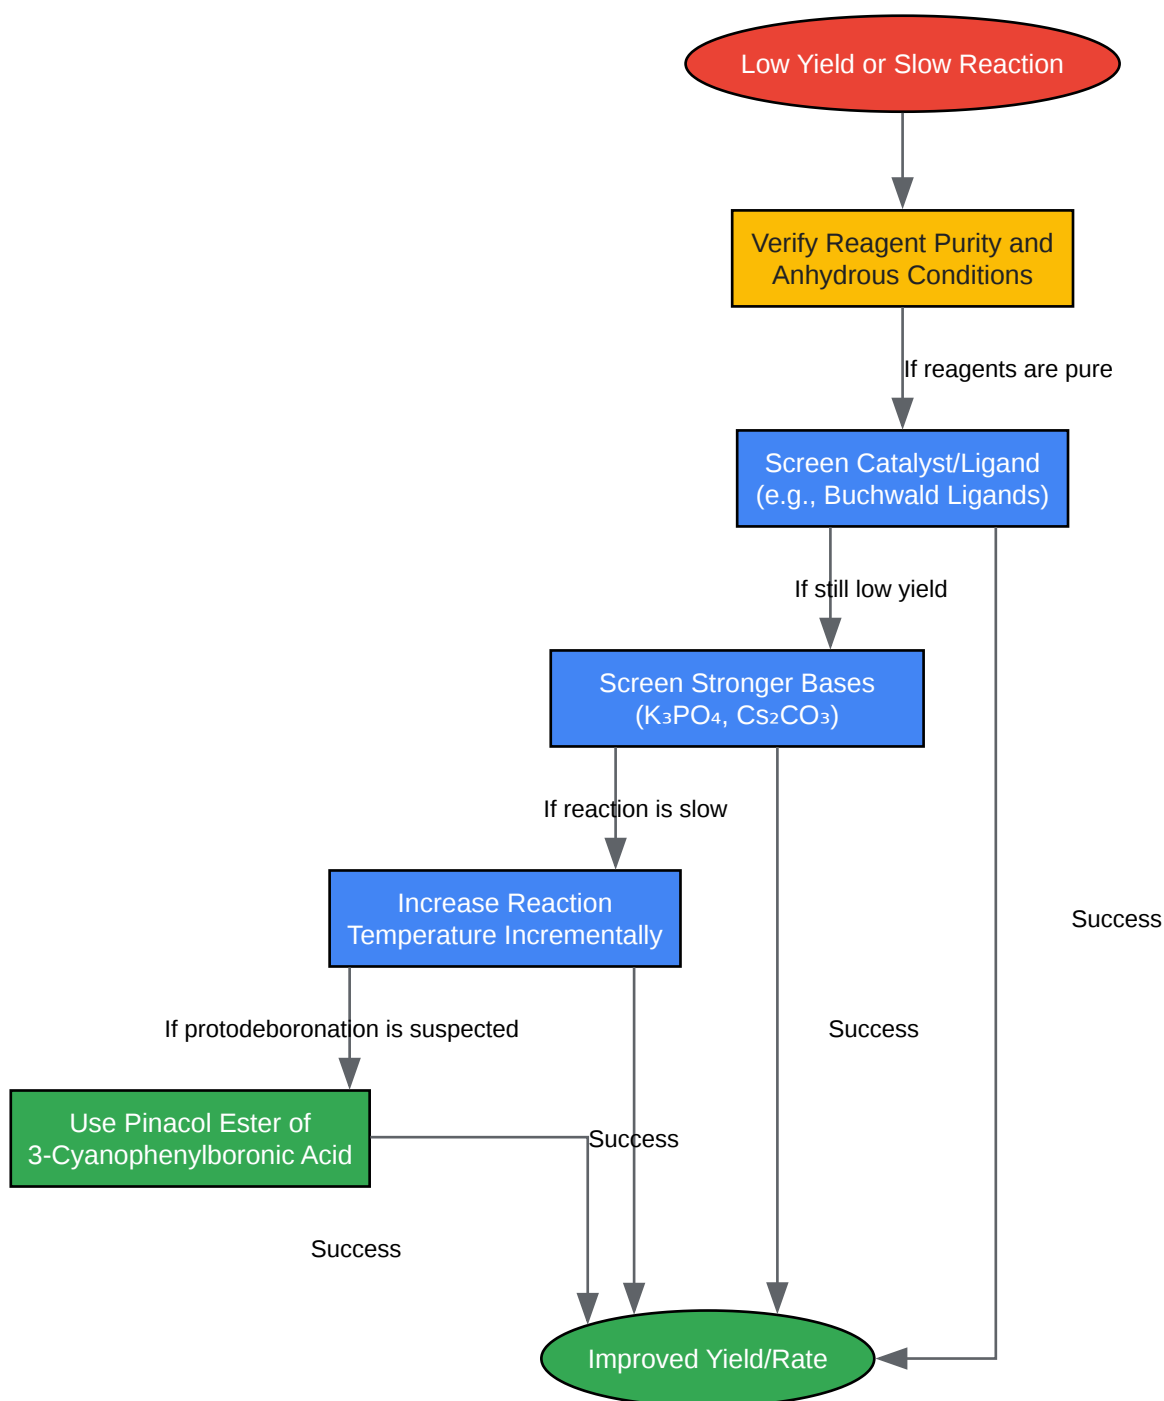 Low Yield or Slow Reaction
Verify Reagent Purity and
Anhydrous Conditions
If reagents are pure
Screen Catalyst/Ligand
(e.g., Buchwald Ligands)
If still low yield
Screen Stronger Bases
(K₃PO₄, Cs₂CO₃)
If reaction is slow
Increase Reaction
Temperature Incrementally
Success
If protodeboronation is suspected
Success
Use Pinacol Ester of
3-Cyanophenylboronic Acid
Success
Success
Improved Yield/Rate